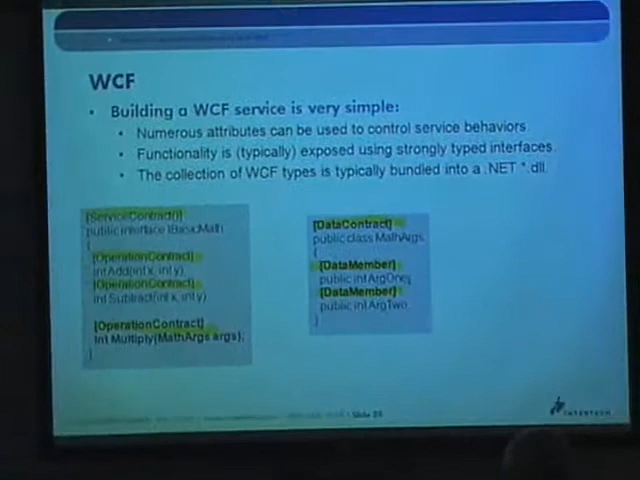 WCF
• Building a WCF service is very simple:
• Numerous attributes can be used to control service behaviors.
• Functionality is (typically) exposed using strongly typed interfaces.
• The collection of WCF types is typically bundled into a .NET *.dll.
[ServiceContract()]
public interface IBasicMath
{
[OperationContract]
int Add(int x, int y);
[OperationContract]
int Subtract(int x, int y);
[OperationContract]
int Multiply(MathArgs args);
}
[DataContract]
public class MathArgs
{
[DataMember]
public int ArgOne;
[DataMember]
public int ArgTwo;
}
Slide 28
INTERTECH